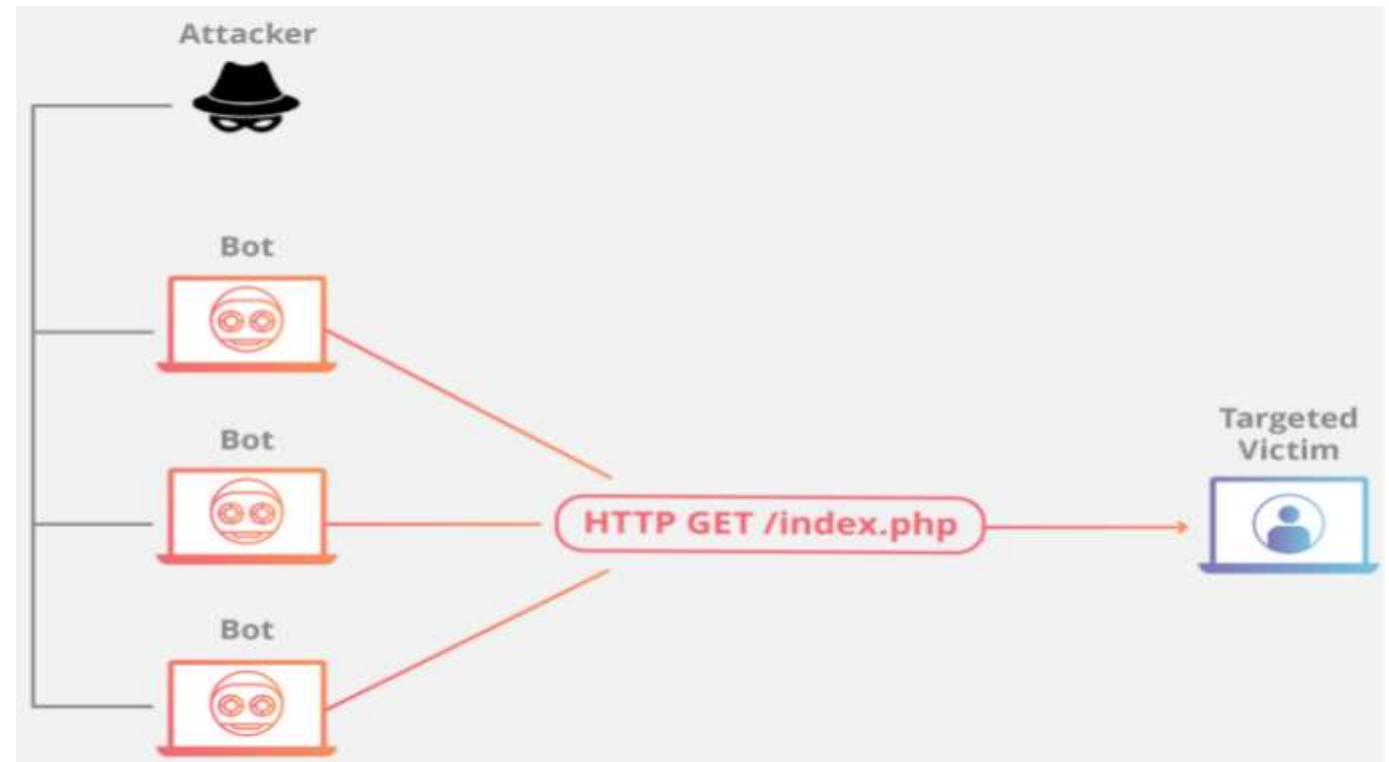 Attacker
Bot
Bot
HTTP GET /index.php
Targeted
Victim
Bot